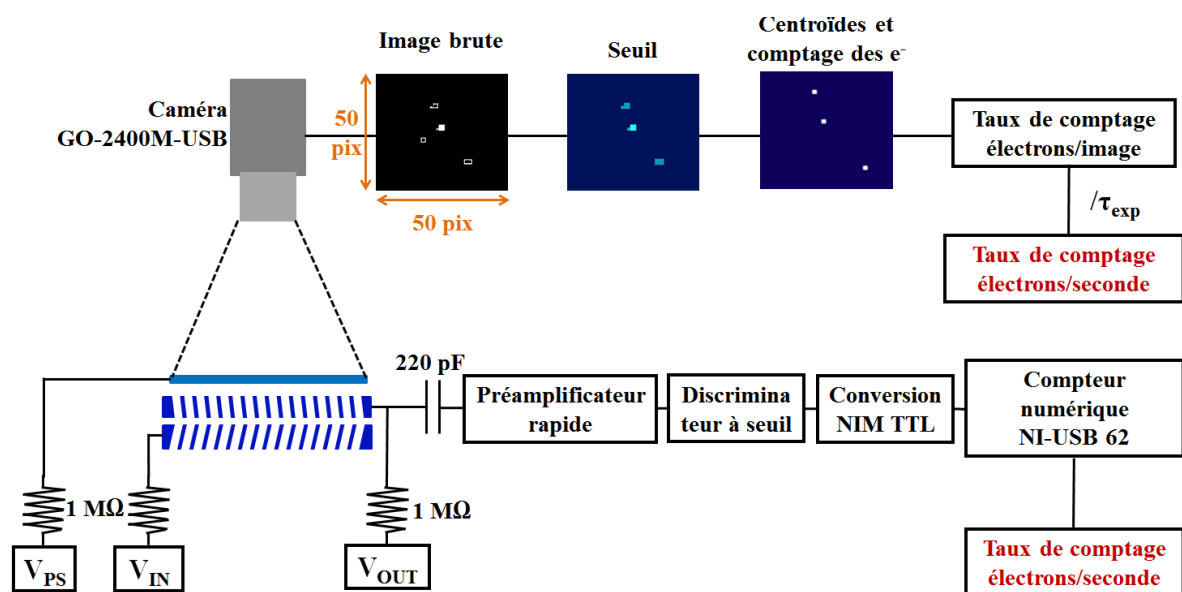 Image brute
Seuil
Centroïdes et
comptage des e-
Caméra
GO-2400M-USB
50
pix
50 pix
Taux de comptage
électrons/image
/τexp
Taux de comptage
électrons/seconde
220 pF
Préamplificateur
rapide
Discrimina
teur à seuil
Conversion
NIM TTL
Compteur
numérique
NI-USB 62
1 MΩ
1 MΩ
VPS
VIN
VOUT
Taux de comptage
électrons/seconde